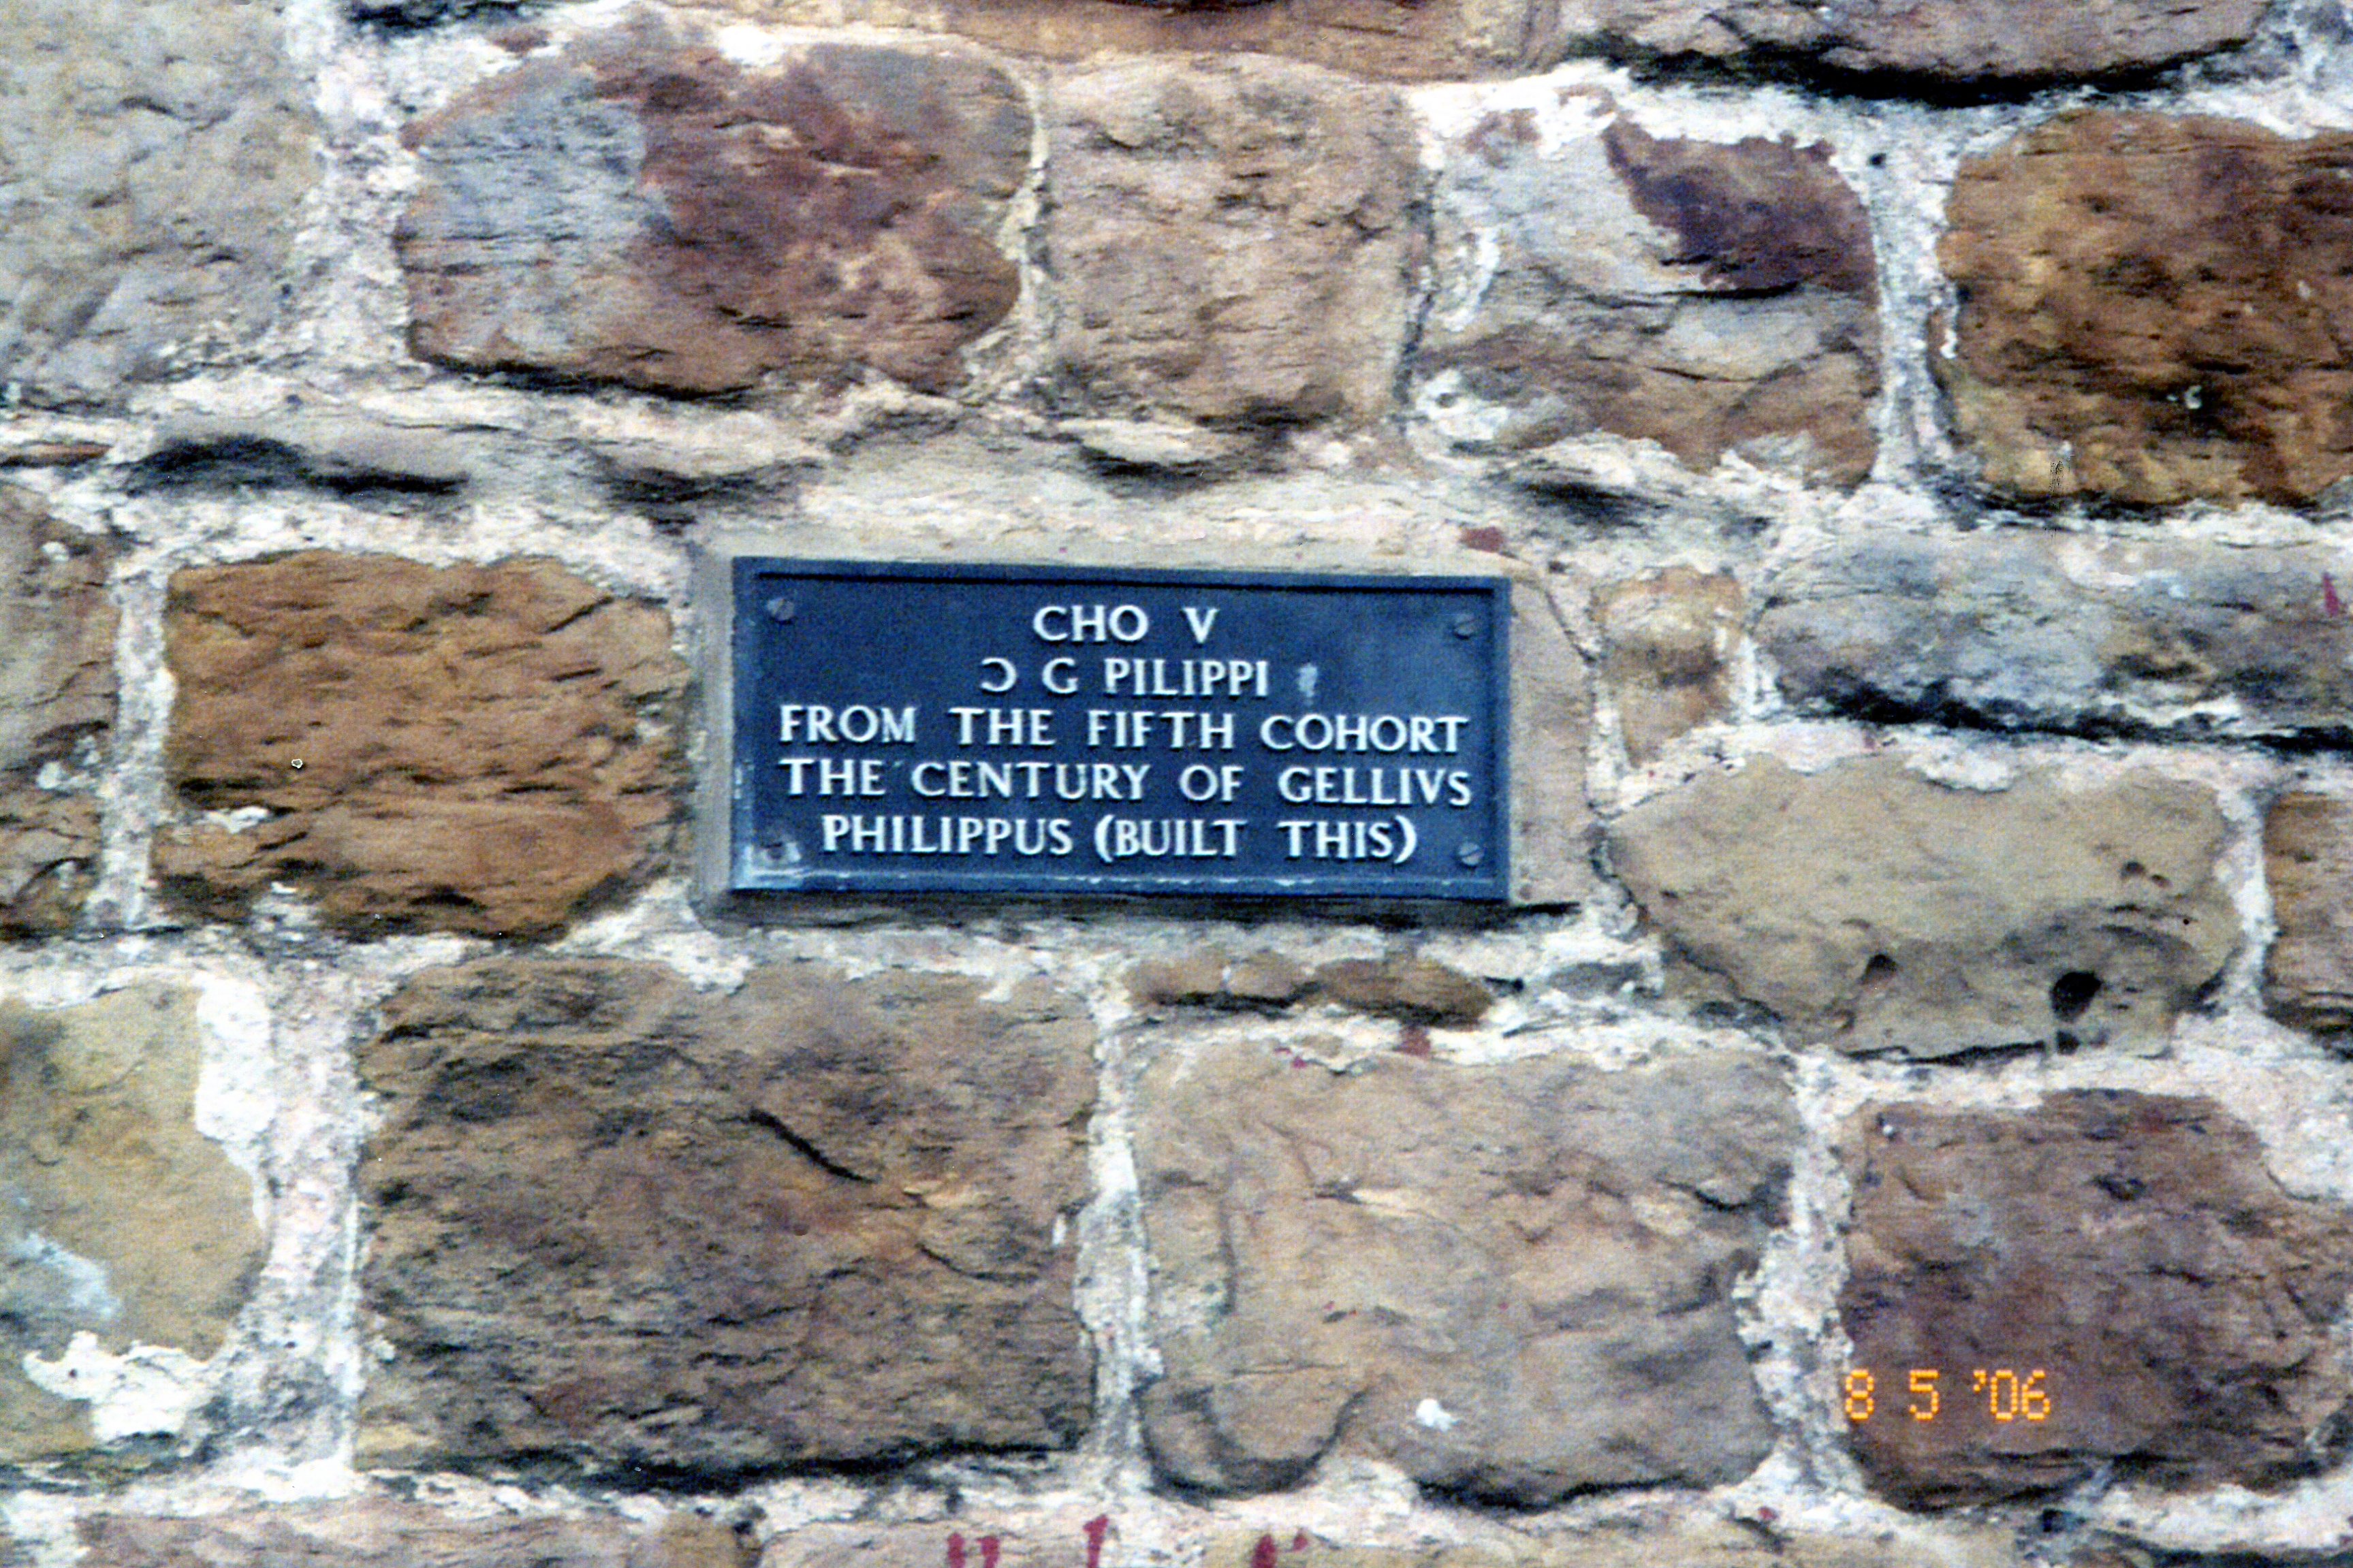 CHO V
Ɔ G PILIPPI
FROM THE FIFTH COHORT
THE CENTURY OF GELLIVS
PHILIPPUS (BUILT THIS)
8 5 '06